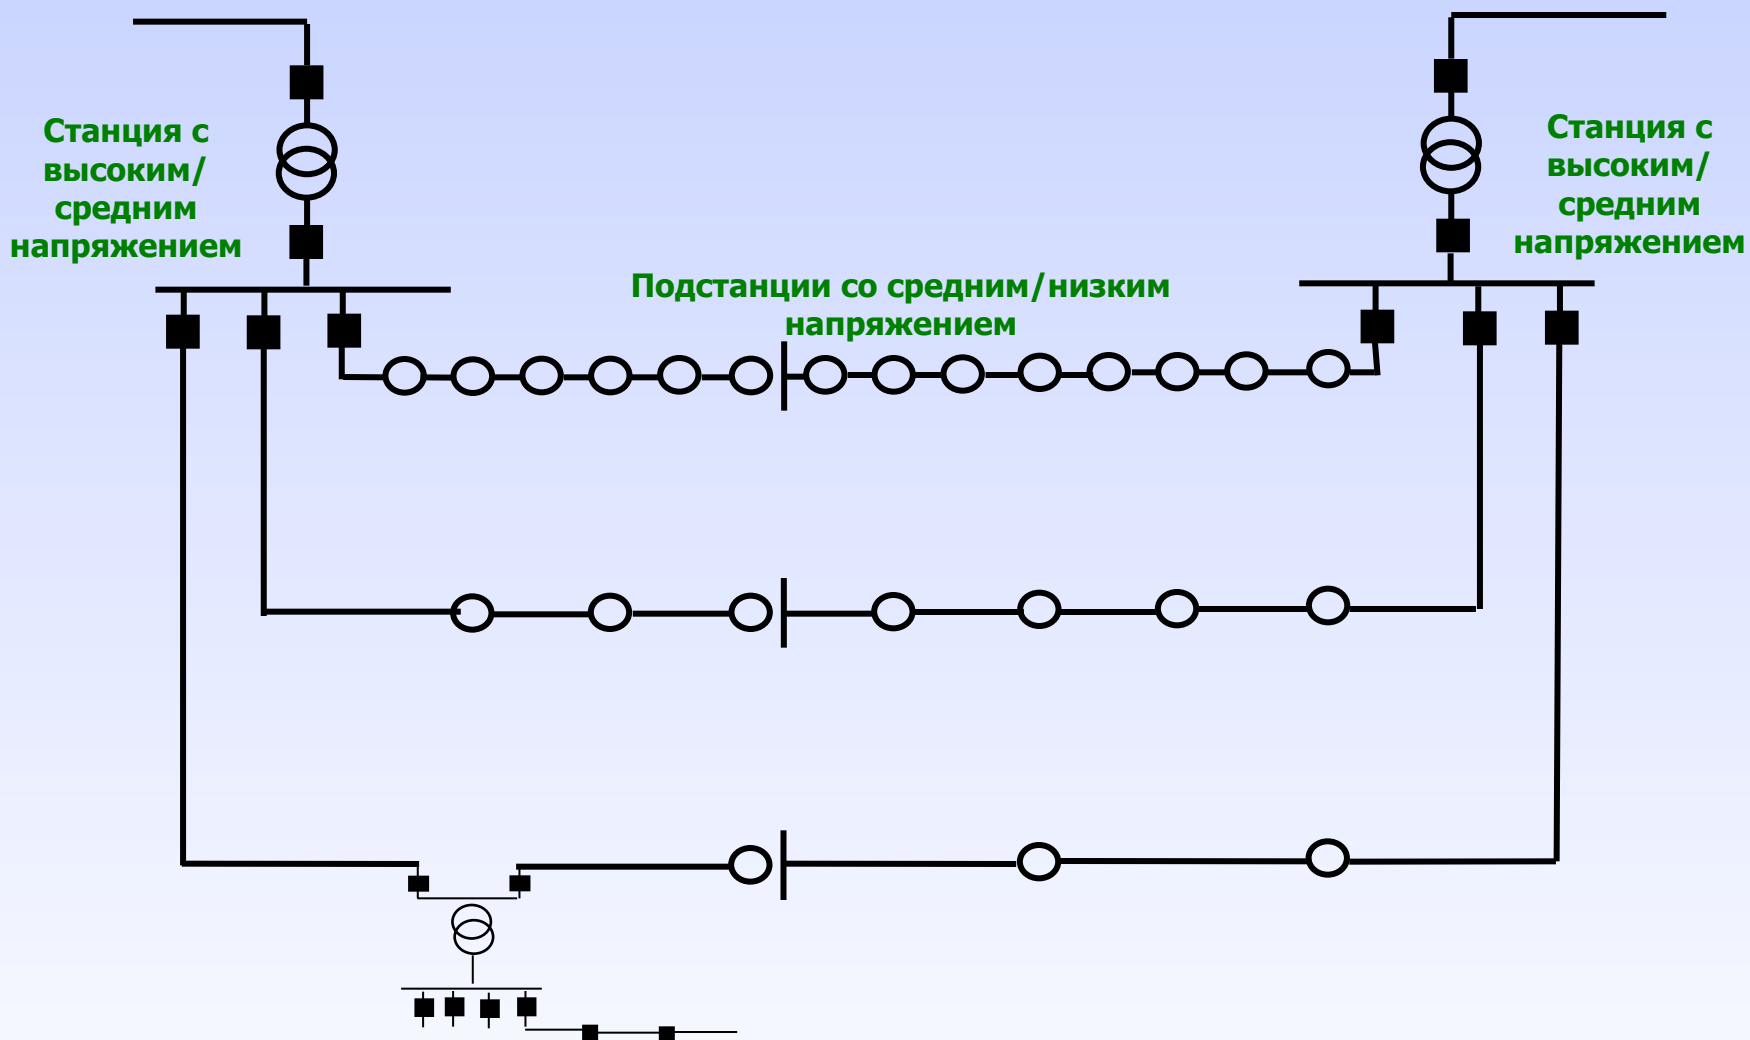 Станция с
высоким/
средним
напряжением
Станция с
высоким/
средним
напряжением
Подстанции со средним/низким
напряжением